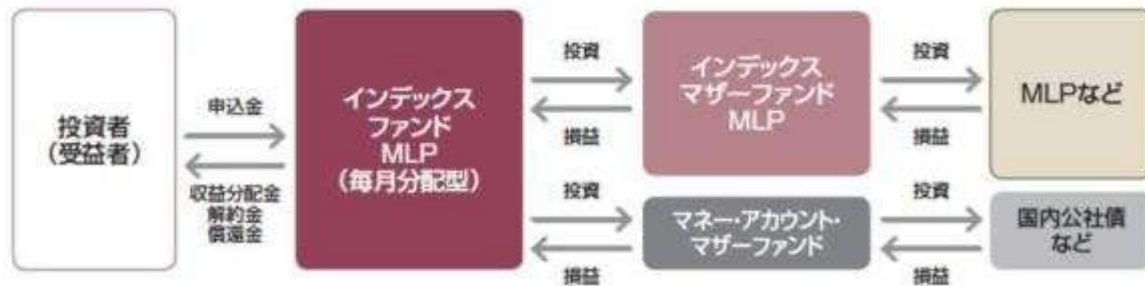 投資者
(受益者)
申込金
収益分配金
解約金
償還金
インデックス
ファンド
MLP
(毎月分配型)
投資
損益
投資
損益
インデックス
マザーファンド
MLP
マネー・アカウント・
マザーファンド
投資
損益
投資
損益
MLPなど
国内公社債
など